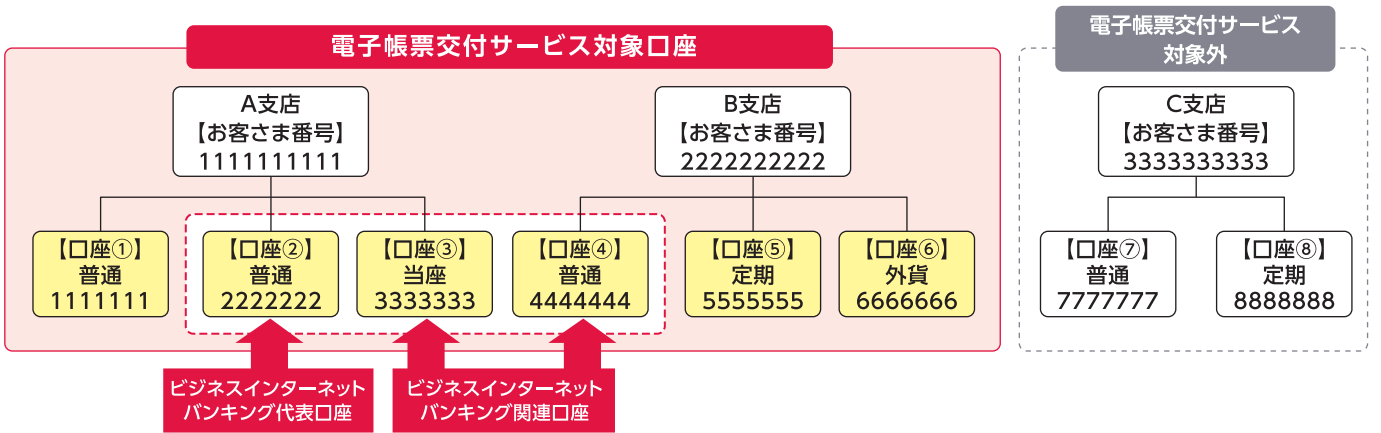 電子帳票交付サービス対象口座
A支店
【お客さま番号】
1111111111
B支店
【お客さま番号】
2222222222
【口座①】
普通
1111111
【口座②】
普通
2222222
【口座③】
当座
3333333
【口座④】
普通
4444444
【口座⑤】
定期
5555555
【口座⑥】
外貨
6666666
ビジネスインターネット
バンキング代表口座
ビジネスインターネット
バンキング関連口座
電子帳票交付サービス
対象外
C支店
【お客さま番号】
3333333333
【口座⑦】
普通
7777777
【口座⑧】
定期
8888888